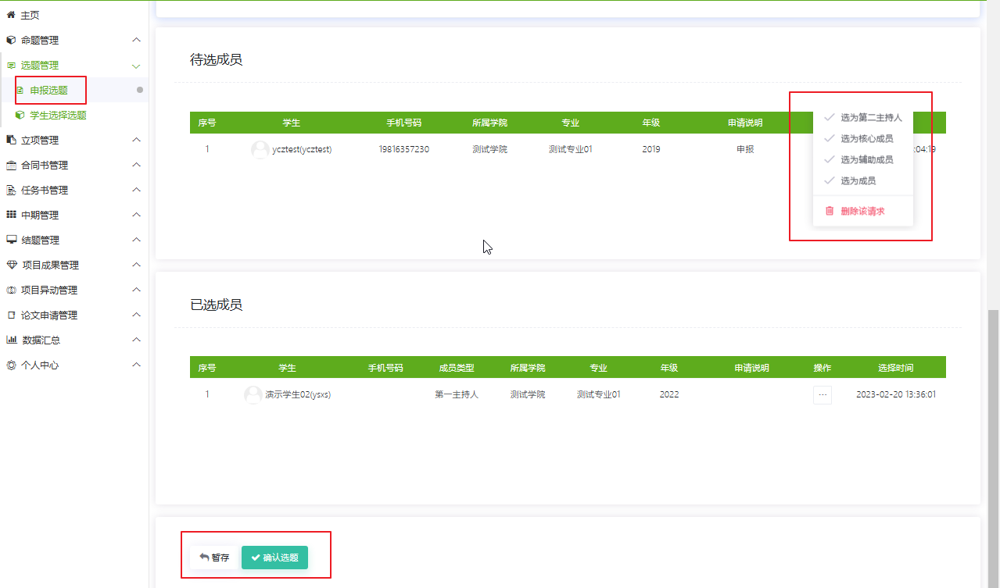 主页
命题管理
选题管理
申报选题
学生选择选题
立项管理
合同书管理
任务书管理
中期管理
结题管理
项目成果管理
项目异动管理
论文申请管理
数据汇总
个人中心
待选成员
序号 学生 手机号码 所属学院 专业 年级 申请说明
1 ycztest(ycztest) 19816357230 测试学院 测试专业01 2019 申报 :04:19
选为第二主持人
选为核心成员
选为辅助成员
选为成员
删除该请求
已选成员
序号 学生 手机号码 成员类型 所属学院 专业 年级 申请说明 操作 选择时间
1 演示学生02(ysxs) 第一主持人 测试学院 测试专业01 2022 ... 2023-02-20 13:36:01
暂存 确认选题